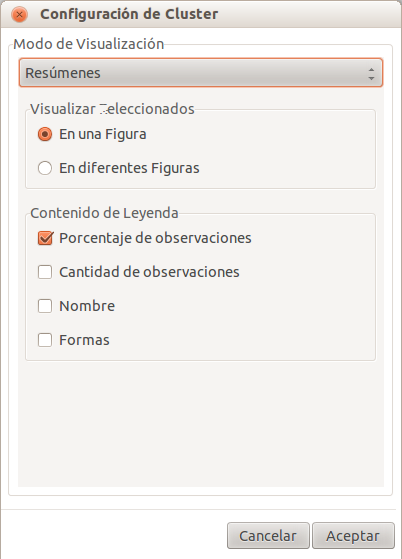 Configuración de Cluster
Modo de Visualización
Resúmenes
Visualizar Seleccionados
En una Figura
En diferentes Figuras
Contenido de Leyenda
Porcentaje de observaciones
Cantidad de observaciones
Nombre
Formas
Cancelar
Aceptar